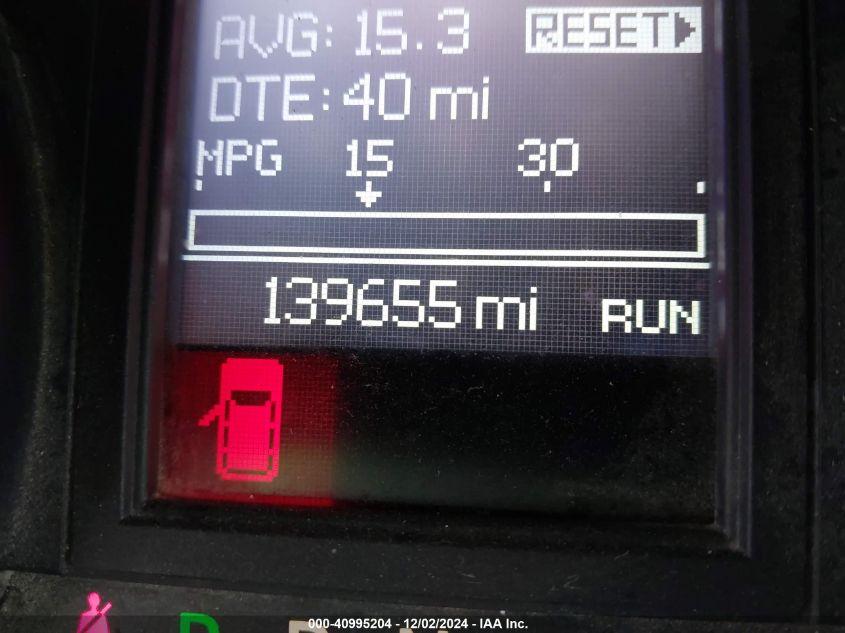 AVG: 15.3 RESET
DTE: 40 mi
MPG 15 30
139655 mi RUN
P R N
000-40995204 - 12/02/2024 - IAA Inc.